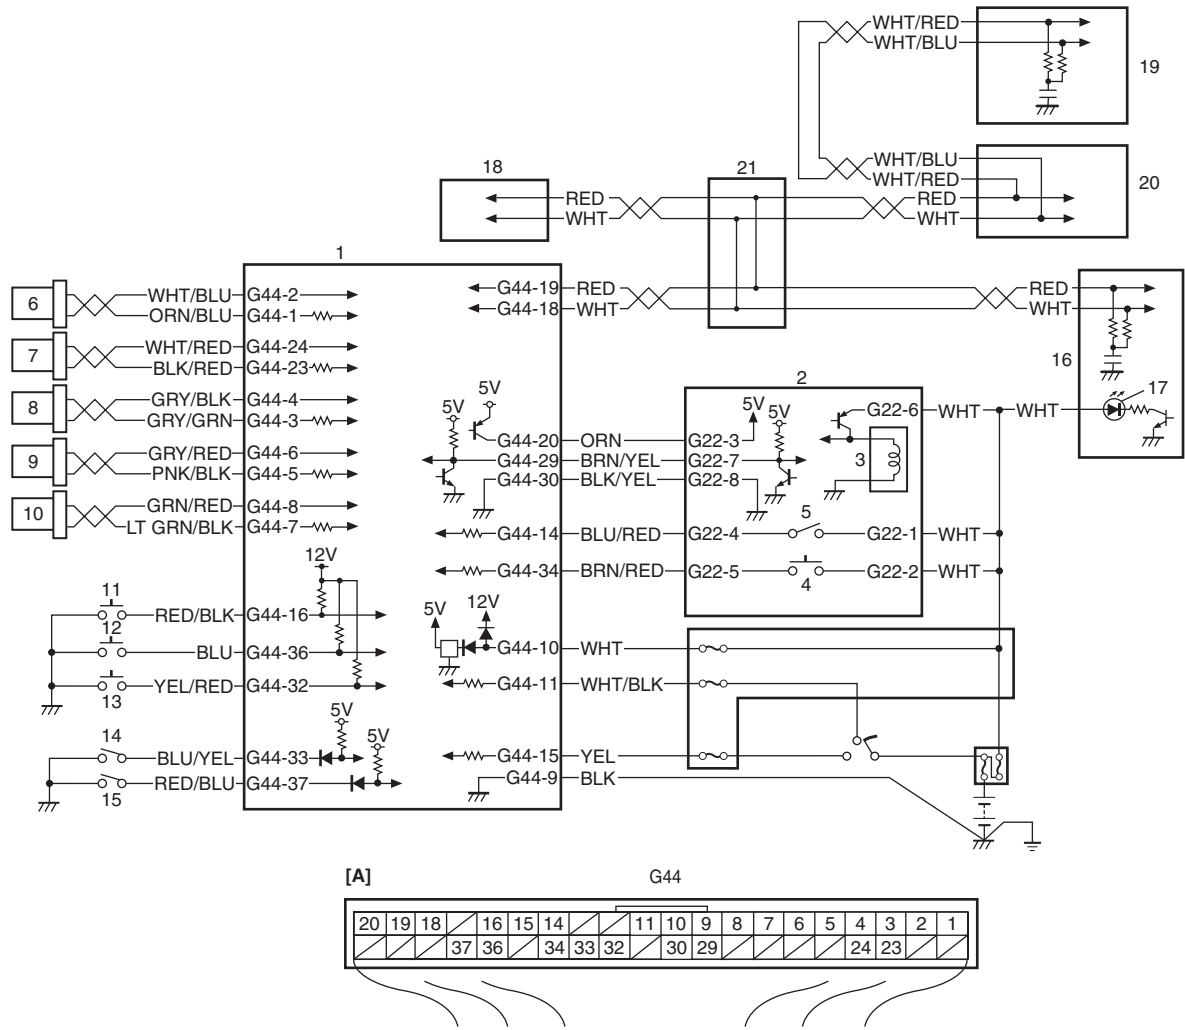 WHT/RED
WHT/BLU
19
WHT/BLU
WHT/RED
20
18
21
RED
RED
WHT
WHT
1
6
WHT/BLU G44-2
ORN/BLU G44-1
G44-19 RED
RED
G44-18 WHT
WHT
7
WHT/RED G44-24
BLK/RED G44-23
16
17
2
8
GRY/BLK G44-4
GRY/GRN G44-3
5V
5V
5V
5V
G22-6 WHT
WHT
G44-20 ORN
G22-3
9
GRY/RED G44-6
PNK/BLK G44-5
G44-29 BRN/YEL
G22-7
3
G44-30 BLK/YEL
G22-8
10
GRN/RED G44-8
LT GRN/BLK G44-7
5
G44-14 BLU/RED
G22-4
G22-1 WHT
12V
G44-34 BRN/RED
G22-5
4
G22-2 WHT
11
RED/BLK G44-16
5V
12V
12
BLU G44-36
G44-10 WHT
13
YEL/RED G44-32
G44-11 WHT/BLK
5V
5V
14
BLU/YEL G44-33
G44-15 YEL
15
RED/BLU G44-37
G44-9 BLK
[A]
G44
20 19 18 16 15 14 11 10 9 8 7 6 5 4 3 2 1
37 36 34 33 32 30 29 24 23